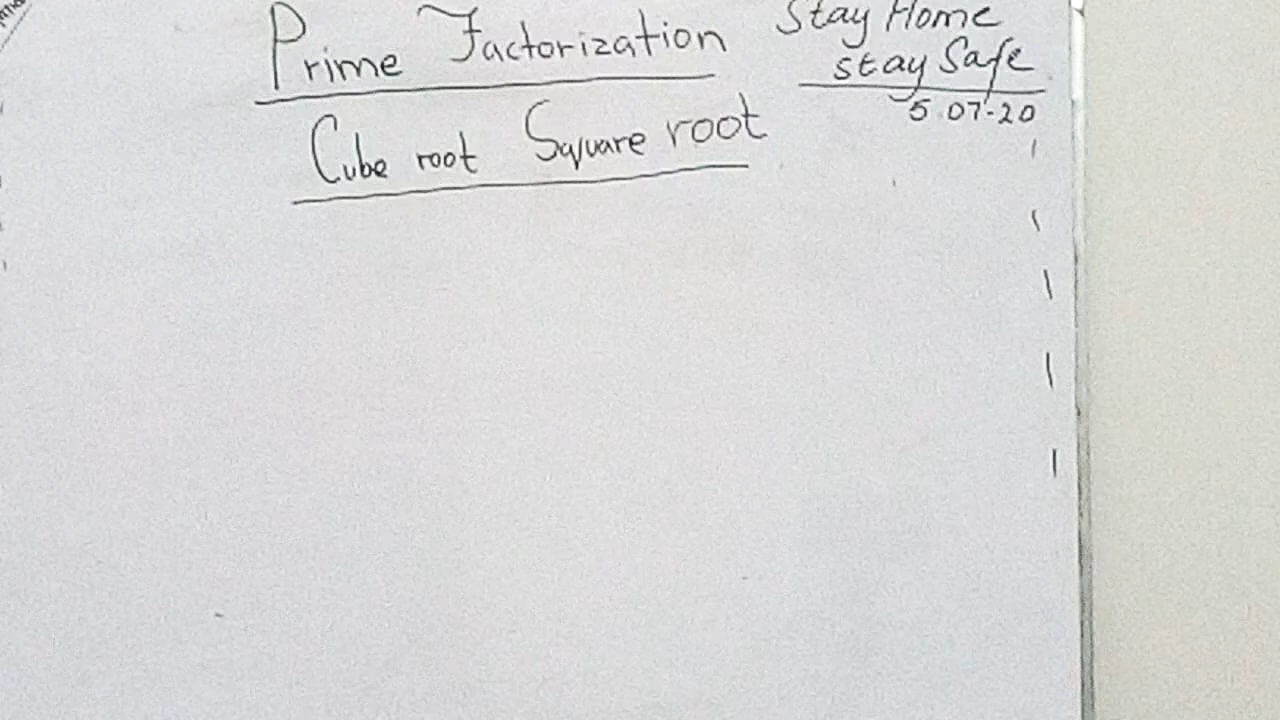 Prime Factorization
Cube root Square root
Stay Home
stay Safe
5.07-20